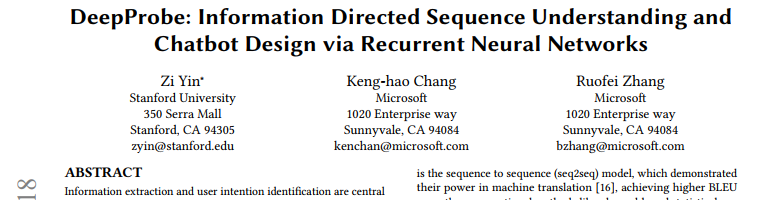 DeepProbe: Information Directed Sequence Understanding and
Chatbot Design via Recurrent Neural Networks
Zi Yin*
Stanford University
350 Serra Mall
Stanford, CA 94305
zyin@stanford.edu
Keng-hao Chang
Microsoft
1020 Enterprise way
Sunnyvale, CA 94084
kenchan@microsoft.com
Ruofei Zhang
Microsoft
1020 Enterprise way
Sunnyvale, CA 94084
bzhang@microsoft.com
18
ABSTRACT
Information extraction and user intention identification are central
is the sequence to sequence (seq2seq) model, which demonstrated
their power in machine translation [16], achieving higher BLEU